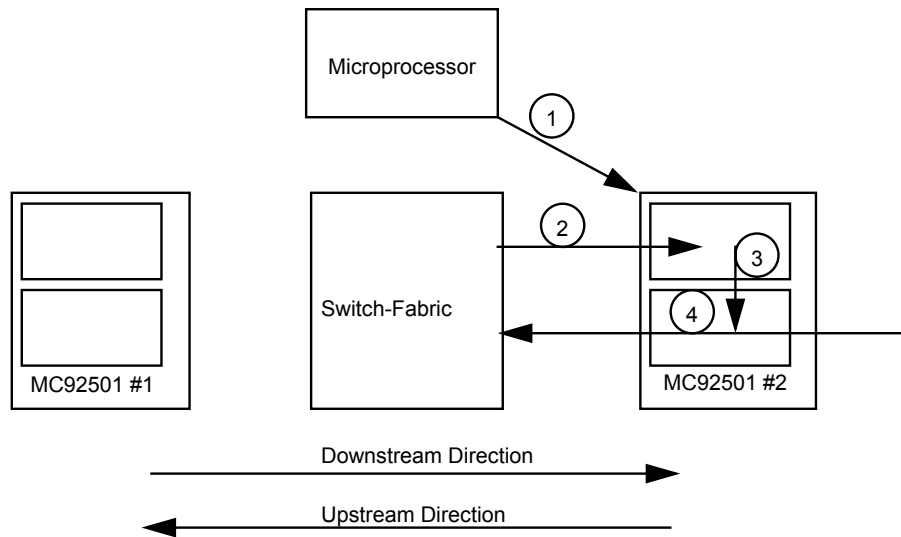 Microprocessor
1
2
3
Switch-Fabric
4
MC92501 #1
MC92501 #2
Downstream Direction
Upstream Direction